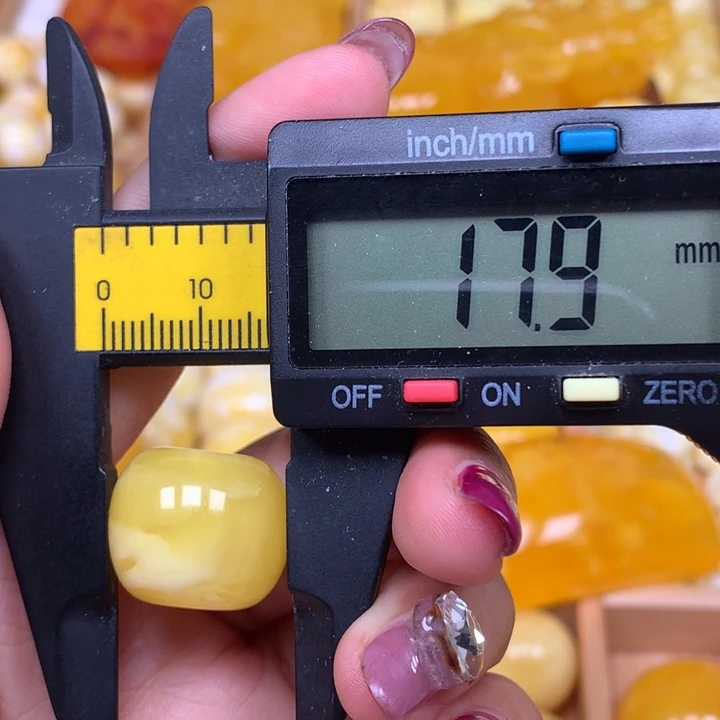 inch/mm
17.9 mm
0 10
OFF ON ZERO